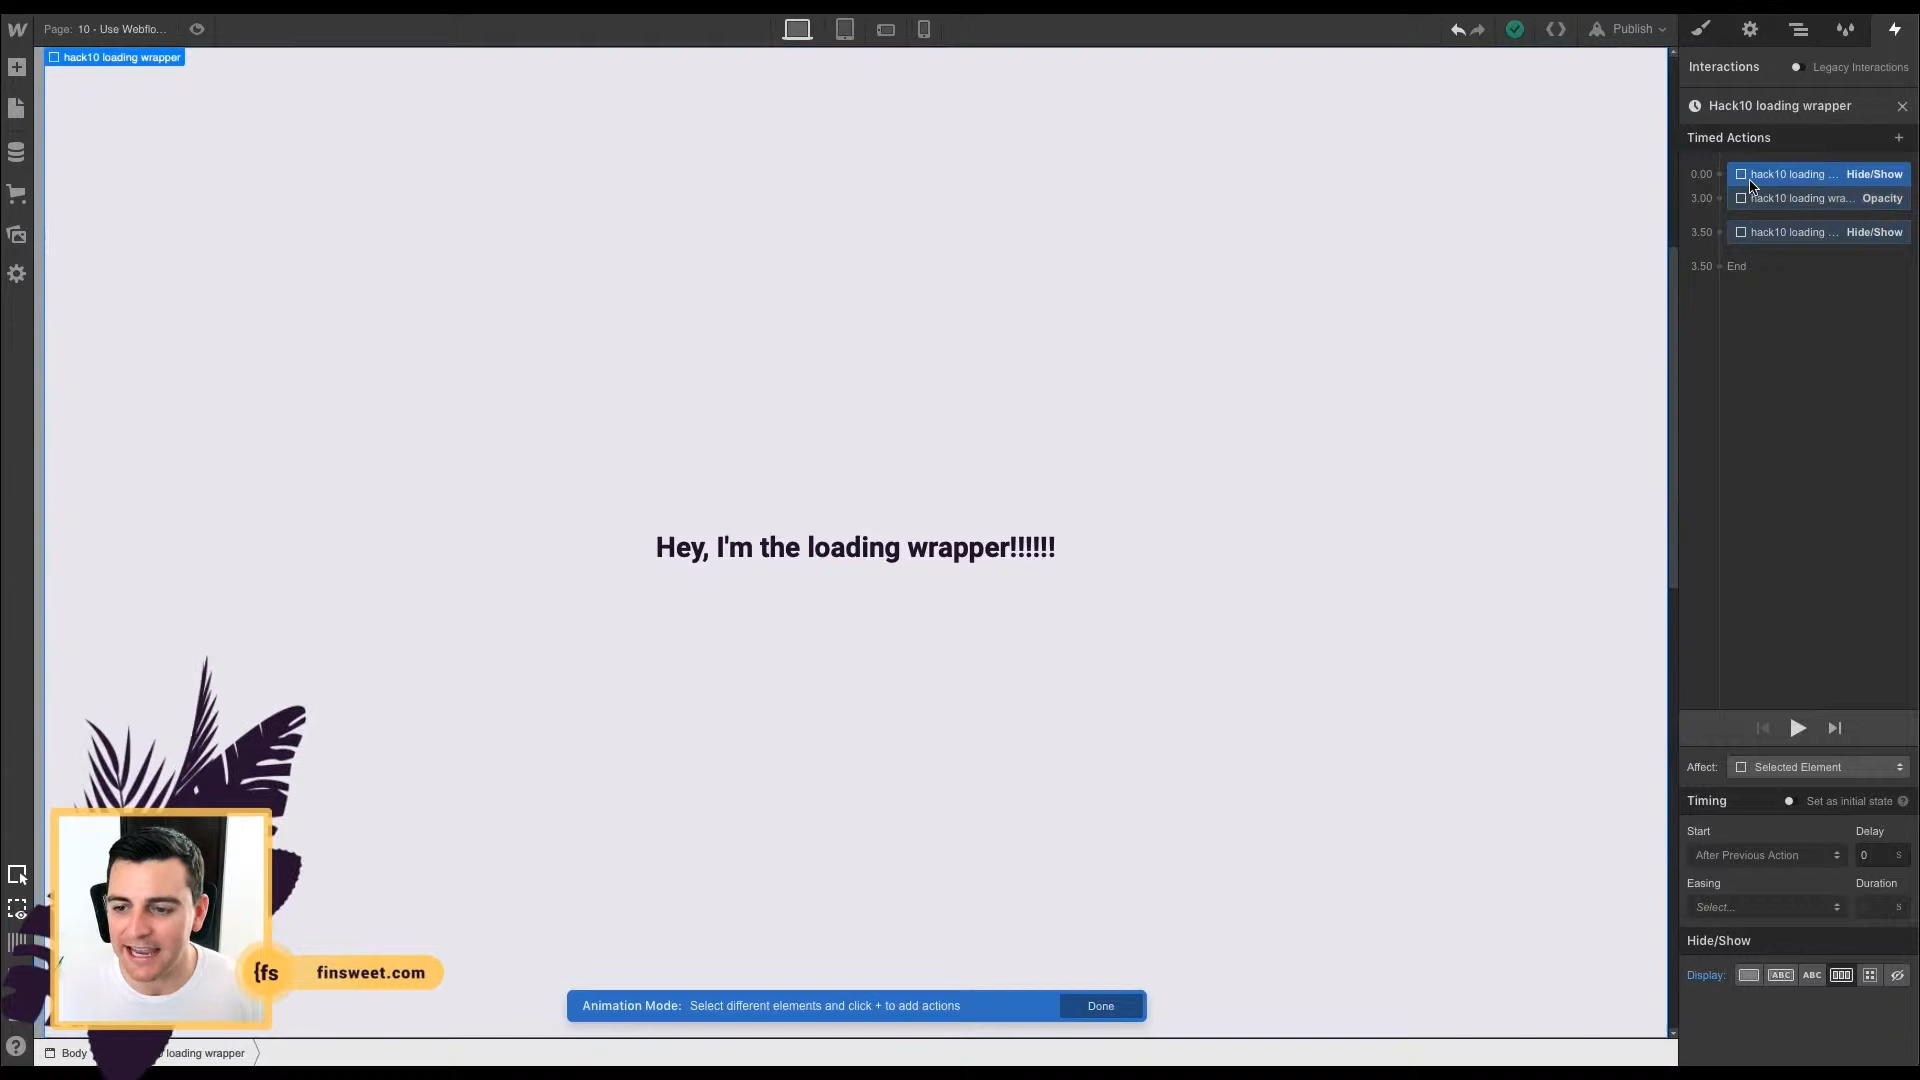 Page: 10 - Use Webflo...
Publish
hack10 loading wrapper
Interactions
Legacy Interactions
Hack10 loading wrapper
Timed Actions
0.00
hack10 loading ...
Hide/Show
3.00
hack10 loading wra...
Opacity
3.50
hack10 loading ...
Hide/Show
3.50
End
Hey, I'm the loading wrapper!!!!!!
Affect:
Selected Element
Timing
Set as initial state
Start
Delay
After Previous Action
0
S
Easing
Duration
Select...
S
Hide/Show
Display:
ABC
ABC
{fs
finsweet.com
Animation Mode: Select different elements and click + to add actions
Done
Body
loading wrapper